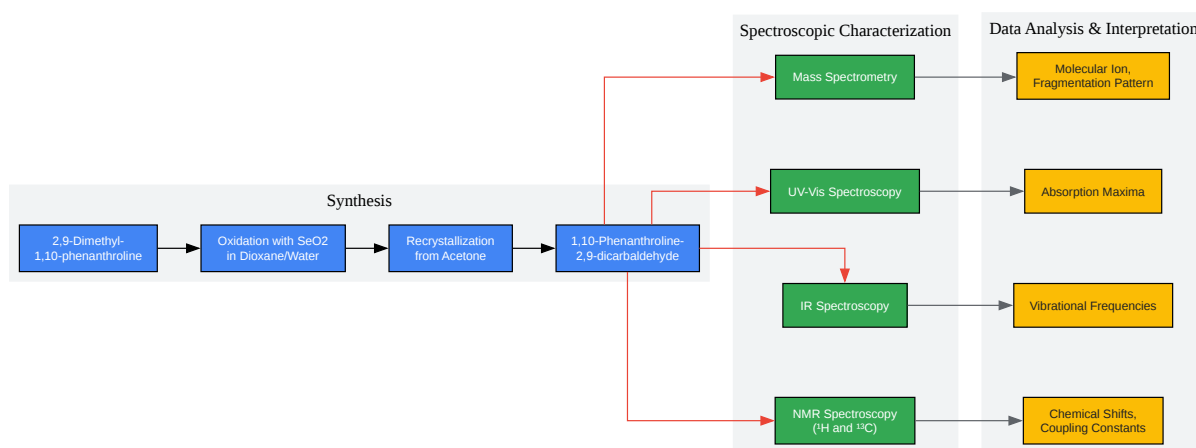 Spectroscopic Characterization
Data Analysis & Interpretation
Mass Spectrometry
Molecular Ion,
Fragmentation Pattern
UV-Vis Spectroscopy
Absorption Maxima
Synthesis
2,9-Dimethyl-
1,10-phenanthroline
Oxidation with SeO2
in Dioxane/Water
Recrystallization
from Acetone
1,10-Phenanthroline-
2,9-dicarbaldehyde
IR Spectroscopy
Vibrational Frequencies
NMR Spectroscopy
(¹H and ¹³C)
Chemical Shifts,
Coupling Constants